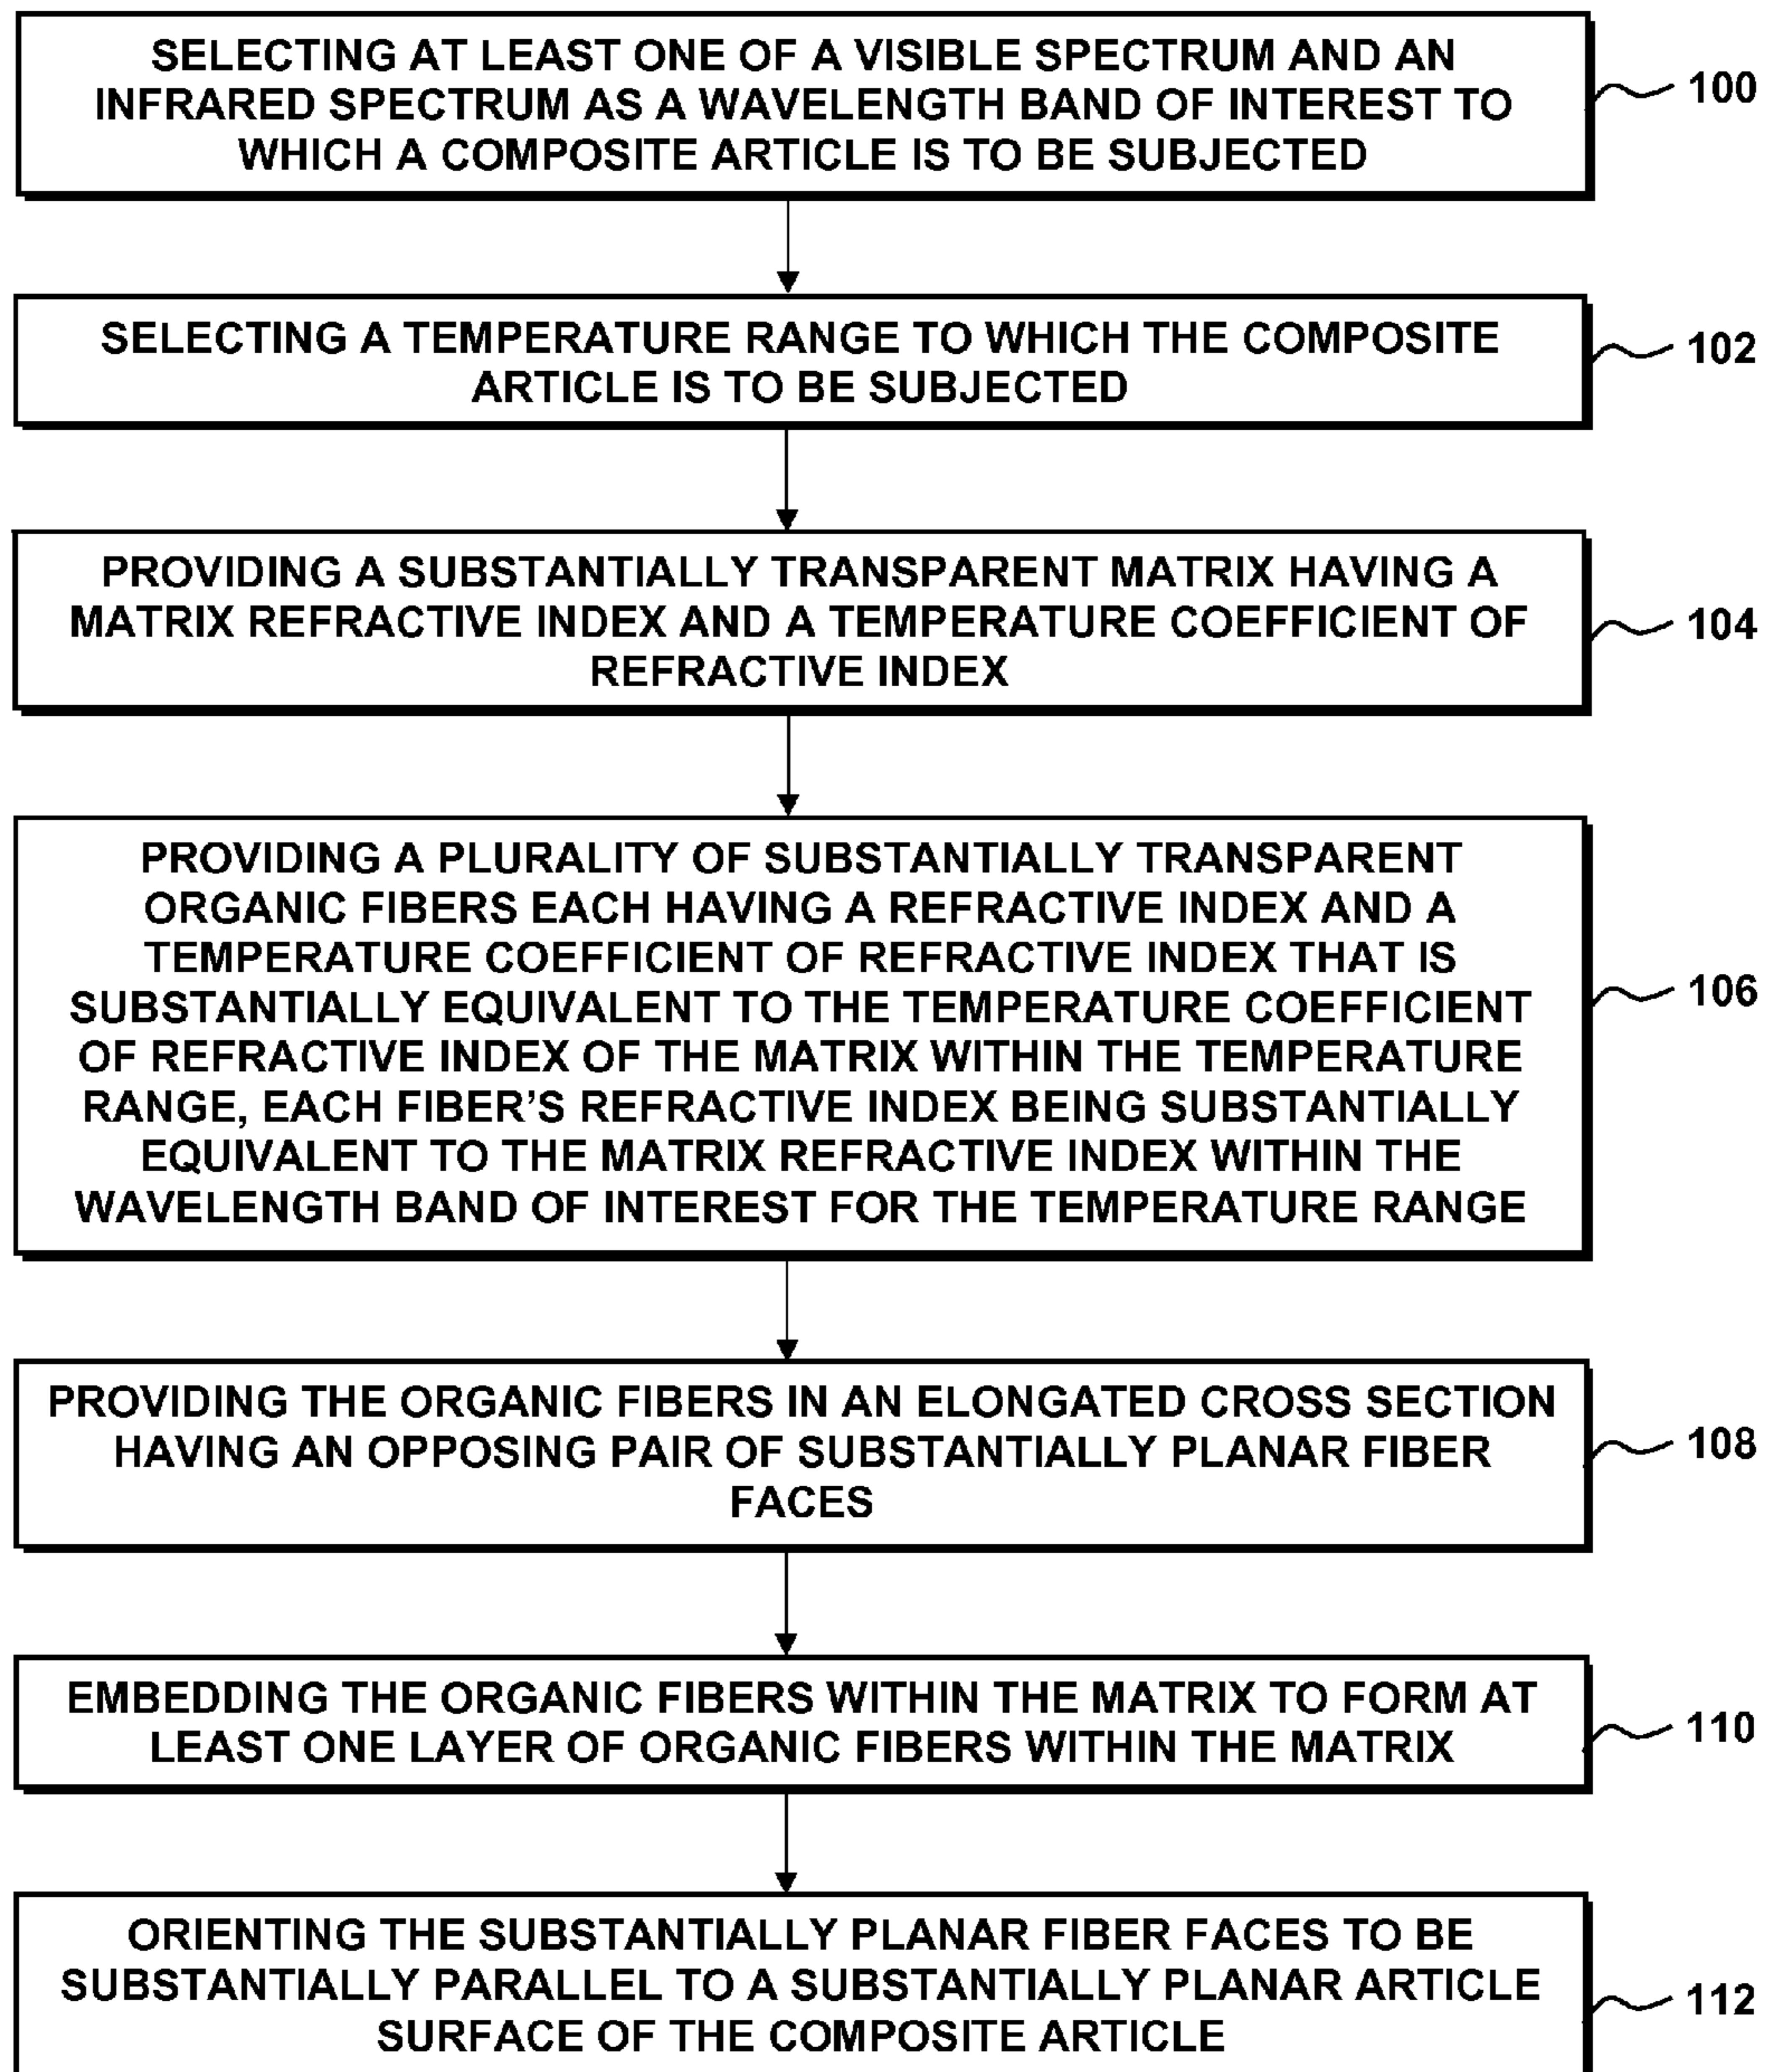 SELECTING AT LEAST ONE OF A VISIBLE SPECTRUM AND AN
INFRARED SPECTRUM AS A WAVELENGTH BAND OF INTEREST TO
WHICH A COMPOSITE ARTICLE IS TO BE SUBJECTED
100
SELECTING A TEMPERATURE RANGE TO WHICH THE COMPOSITE
ARTICLE IS TO BE SUBJECTED
102
PROVIDING A SUBSTANTIALLY TRANSPARENT MATRIX HAVING A
MATRIX REFRACTIVE INDEX AND A TEMPERATURE COEFFICIENT OF
REFRACTIVE INDEX
104
PROVIDING A PLURALITY OF SUBSTANTIALLY TRANSPARENT
ORGANIC FIBERS EACH HAVING A REFRACTIVE INDEX AND A
TEMPERATURE COEFFICIENT OF REFRACTIVE INDEX THAT IS
SUBSTANTIALLY EQUIVALENT TO THE TEMPERATURE COEFFICIENT
OF REFRACTIVE INDEX OF THE MATRIX WITHIN THE TEMPERATURE
RANGE, EACH FIBER’S REFRACTIVE INDEX BEING SUBSTANTIALLY
EQUIVALENT TO THE MATRIX REFRACTIVE INDEX WITHIN THE
WAVELENGTH BAND OF INTEREST FOR THE TEMPERATURE RANGE
106
PROVIDING THE ORGANIC FIBERS IN AN ELONGATED CROSS SECTION
HAVING AN OPPOSING PAIR OF SUBSTANTIALLY PLANAR FIBER
FACES
108
EMBEDDING THE ORGANIC FIBERS WITHIN THE MATRIX TO FORM AT
LEAST ONE LAYER OF ORGANIC FIBERS WITHIN THE MATRIX
110
ORIENTING THE SUBSTANTIALLY PLANAR FIBER FACES TO BE
SUBSTANTIALLY PARALLEL TO A SUBSTANTIALLY PLANAR ARTICLE
SURFACE OF THE COMPOSITE ARTICLE
112